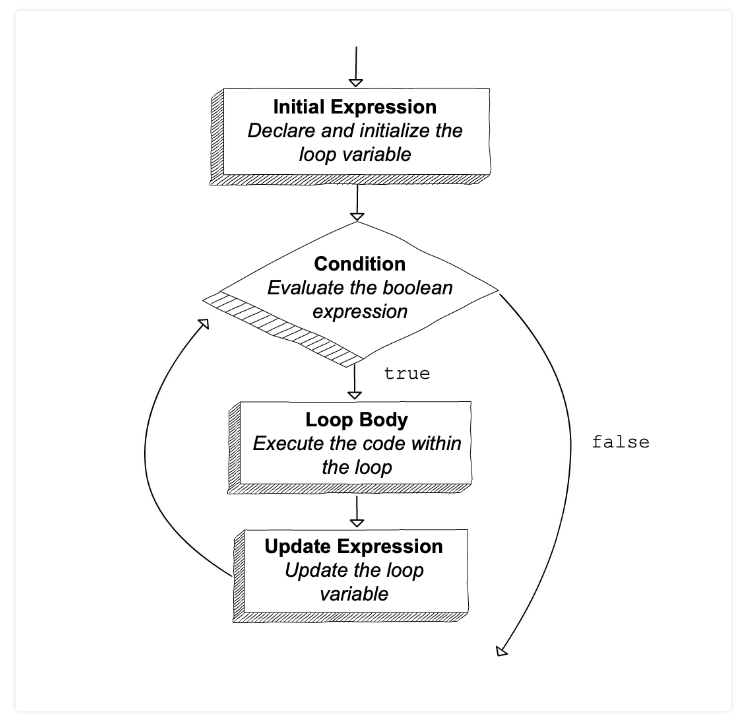 Initial Expression
Declare and initialize the
loop variable
Condition
Evaluate the boolean
expression
true
Loop Body
Execute the code within
the loop
false
Update Expression
Update the loop
variable